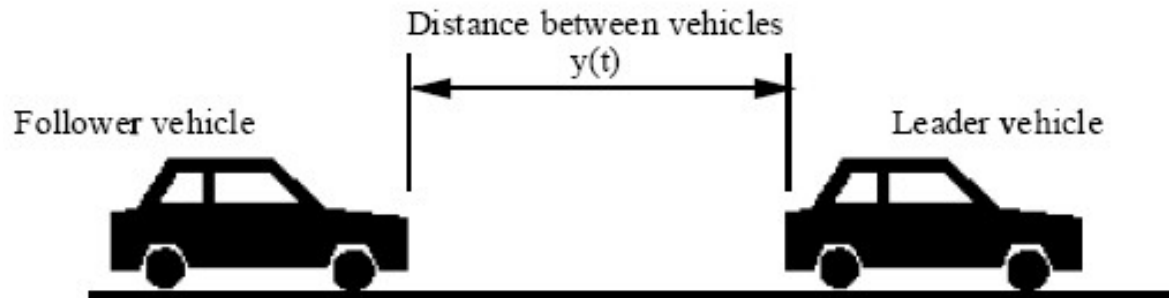 Distance between vehicles
y(t)
Follower vehicle
Leader vehicle